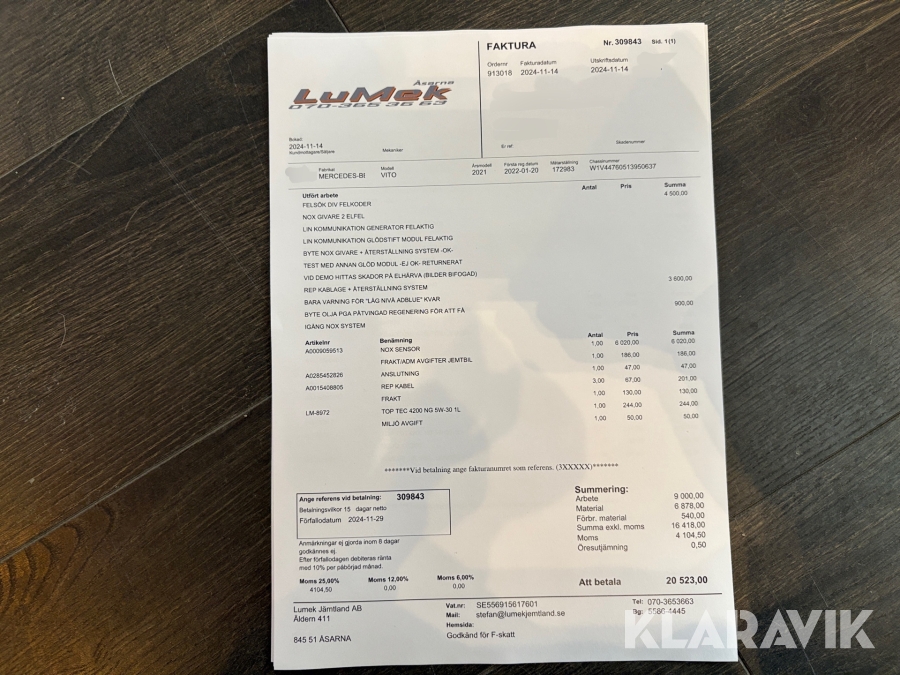 FAKTURA
Nr. 309843 Sid. 1(1)
Ordernr Fakturadatum Utskriftsdatum
913018 2024-11-14 2024-11-14
Åsarna
LuMek
070-365 36 63
Bokad
2024-11-14
Kundmottagare/Säljare Mekaniker Er ref Skadenummer
Fabrikat Modell Årsmodell Första reg datum Mätarställning Chassinummer
MERCEDES-BI VITO 2021 2022-01-20 172983 W1V44760513950637
Utfört arbete Antal Pris Summa
FELSÖK DIV FELKODER 4 500,00
NOX GIVARE 2 ELFEL
LIN KOMMUNIKATION GENERATOR FELAKTIG
LIN KOMMUNIKATION GLÖDSTIFT MODUL FELAKTIG
BYTE NOX GIVARE + ÅTERSTÄLLNING SYSTEM -OK-
TEST MED ANNAN GLÖD MODUL -EJ OK- RETURNERAT
VID DEMO HITTAS SKADOR PÅ ELHÄRVA (BILDER BIFOGAD)
REP KABLAGE + ÅTERSTÄLLNING SYSTEM 3 600,00
BARA VARNING FÖR "LÅG NIVÅ ADBLUE" KVAR
BYTE OLJA PGA PÅTVINGAD REGENERING FÖR ATT FÅ 900,00
IGÅNG NOX SYSTEM
Artikelnr Benämning Antal Pris Summa
A0009059513 NOX SENSOR 1,00 6 020,00 6 020,00
FRAKT/ADM AVGIFTER JEMTBIL 1,00 186,00 186,00
A0285452826 ANSLUTNING 1,00 47,00 47,00
A0015408805 REP KABEL 3,00 67,00 201,00
FRAKT 1,00 130,00 130,00
LM-8972 TOP TEC 4200 NG 5W-30 1L 1,00 244,00 244,00
MILJÖ AVGIFT 1,00 50,00 50,00
*******Vid betalning ange fakturanumret som referens. (3XXXXX)*******
Ange referens vid betalning: 309843
Betalningsvilkor 15 dagar netto
Förfallodatum 2024-11-29
Anmärkningar ej gjorda inom 8 dagar
godkännes ej.
Efter förfallodagen debiteras ränta
med 10% per påbörjad månad.
Summering:
Arbete 9 000,00
Material 6 878,00
Förbr. material 540,00
Summa exkl. moms 16 418,00
Moms 4 104,50
Öresutjämning 0,50
Moms 25,00% Moms 12,00% Moms 6,00%
4104,50 0,00 0,00
Att betala 20 523,00
Lumek Jämtland AB
Äldern 411
845 51 ÅSARNA
Vat.nr: SE556915617601
Mail: stefan@lumekjemtland.se
Hemsida:
Godkänd för F-skatt
Tel: 070-3653663
Bg: 5580-4445
KLARAVIK